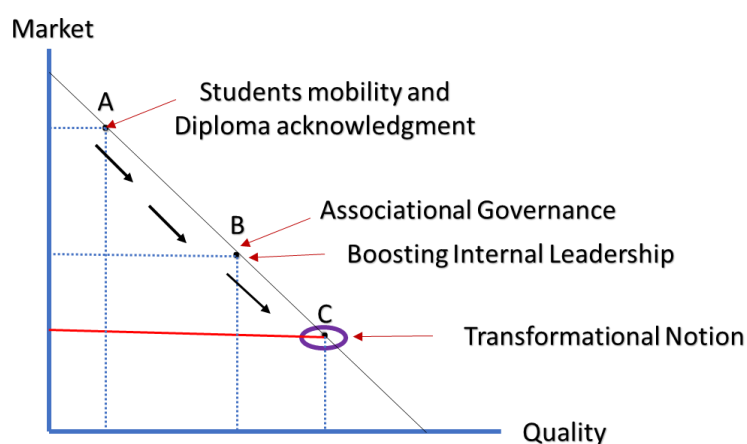 Market
A
Students mobility and
Diploma acknowledgment
B
Associational Governance
Boosting Internal Leadership
C
Transformational Notion
Quality